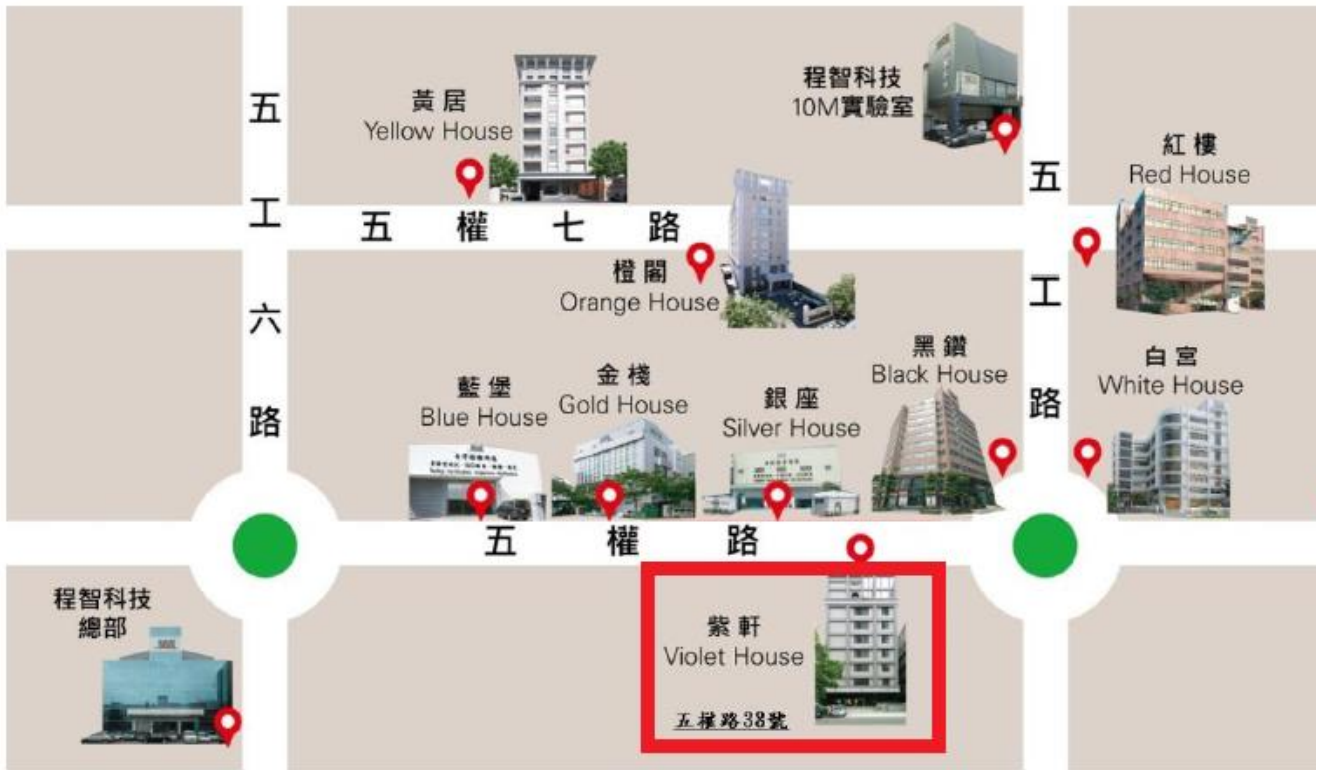 程智科技
10M實驗室
黃居
Yellow House
紅樓
Red House
五權七路
五工六路
五工路
橙閣
Orange House
黑鑽
Black House
白宮
White House
金棧
Gold House
藍堡
Blue House
銀座
Silver House
五權路
程智科技
總部
紫軒
Violet House
五權路38號